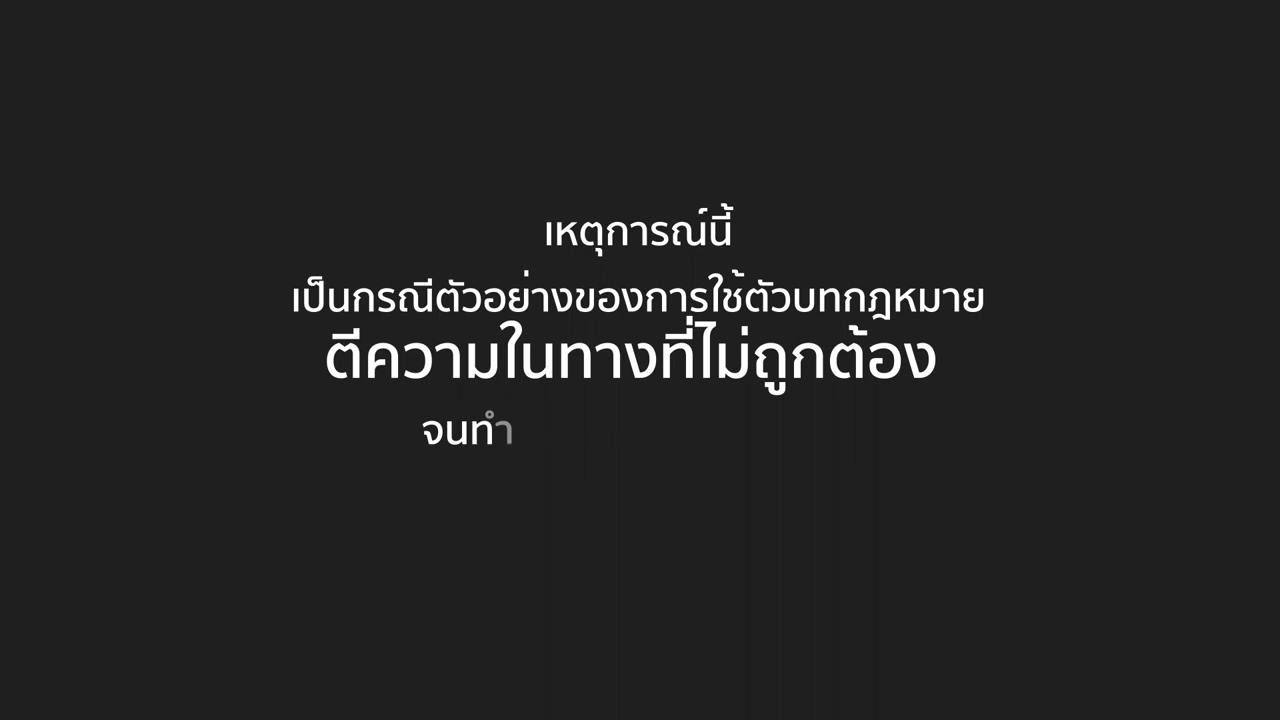 เหตุการณ์นี้
เป็นกรณีตัวอย่างของการใช้ตัวบทกฎหมาย
ตีความในทางที่ไม่ถูกต้อง
จนทำ